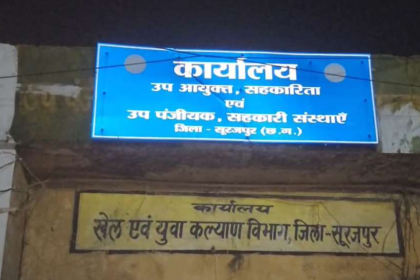 कार्यालय
उप आयुक्त, सहकारिता
एवं
उप पंजीयक, सहकारी संस्थाएँ
जिला - सूरजपुर (छ.ग.)
कार्यालय
खेल एवं युवा कल्याण विभाग, जिला-सूरजपुर